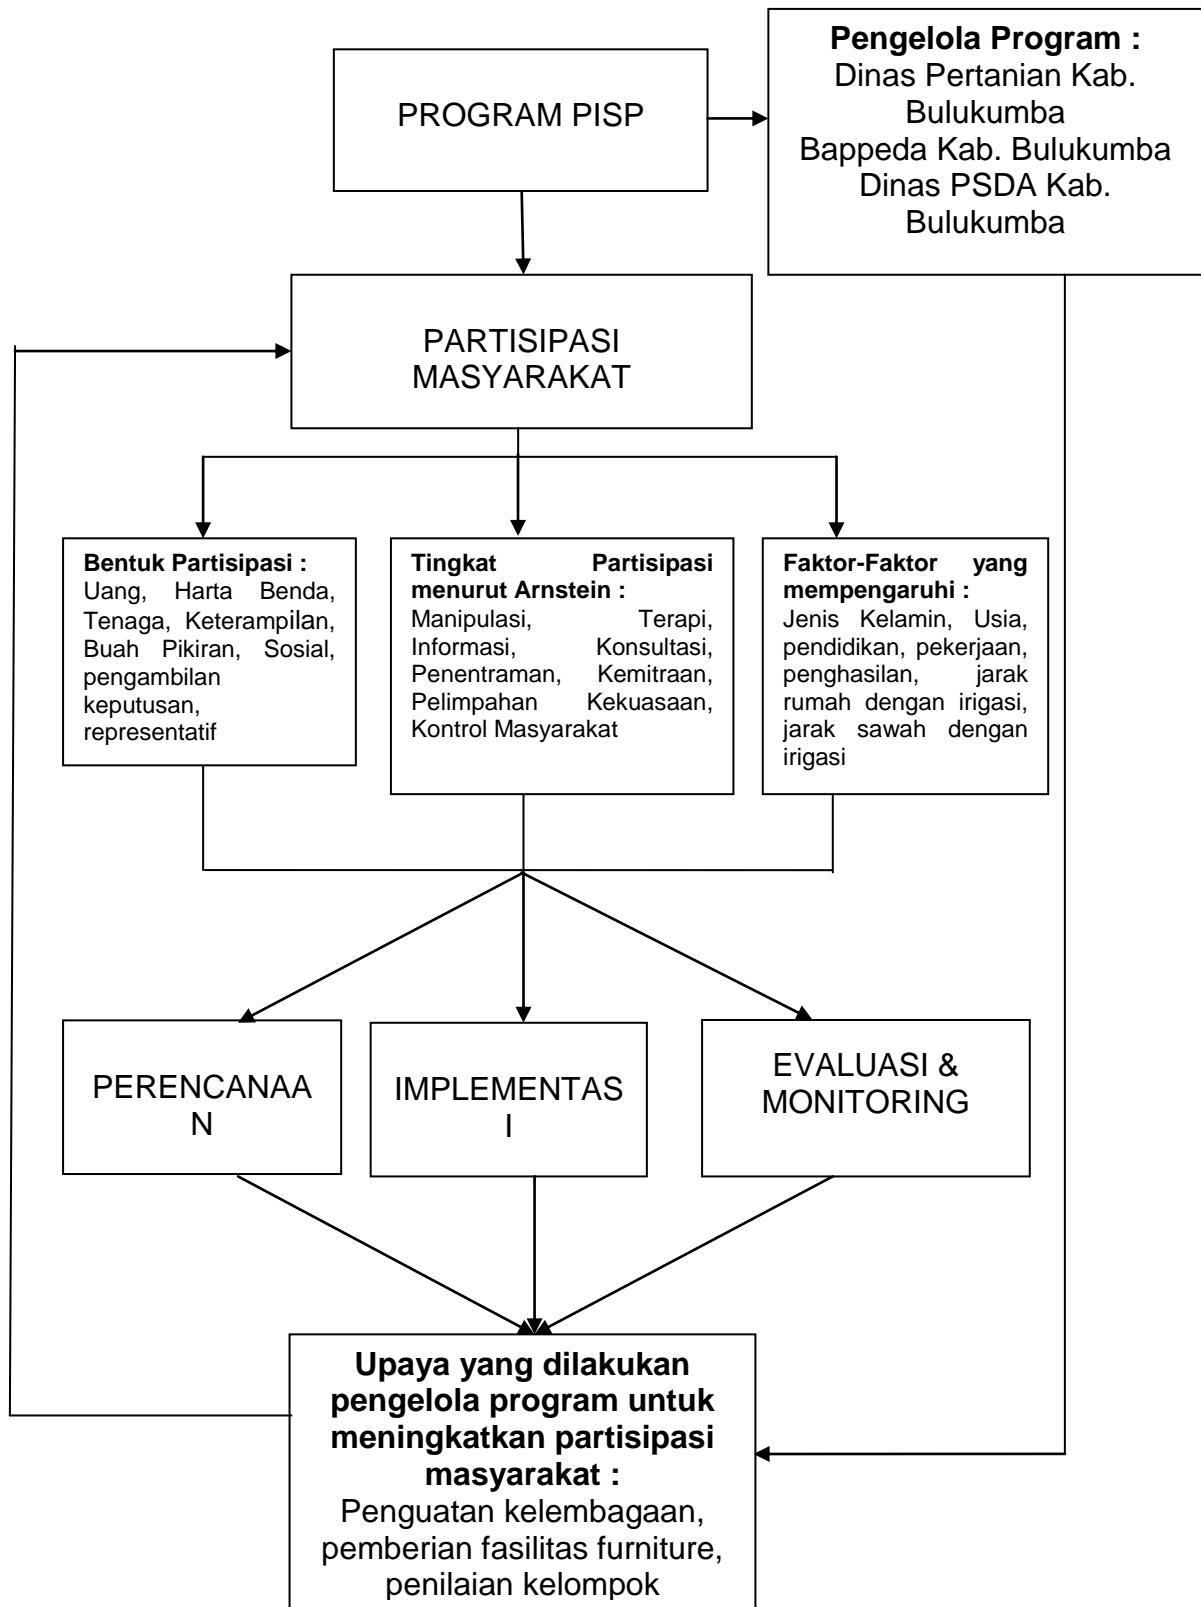 PROGRAM PISP
Pengelola Program :
Dinas Pertanian Kab.
Bulukumba
Bappeda Kab. Bulukumba
Dinas PSDA Kab.
Bulukumba
PARTISIPASI
MASYARAKAT
Bentuk Partisipasi :
Uang, Harta Benda,
Tenaga, Keterampilan,
Buah Pikiran, Sosial,
pengambilan
keputusan,
representatif
Tingkat Partisipasi
menurut Arnstein :
Manipulasi, Terapi,
Informasi, Konsultasi,
Penentraman, Kemitraan,
Pelimpahan Kekuasaan,
Kontrol Masyarakat
Faktor-Faktor yang
mempengaruhi :
Jenis Kelamin, Usia,
pendidikan, pekerjaan,
penghasilan, jarak
rumah dengan irigasi,
jarak sawah dengan
irigasi
PERENCANAA
N
IMPLEMENTAS
I
EVALUASI &
MONITORING
Upaya yang dilakukan
pengelola program untuk
meningkatkan partisipasi
masyarakat :
Penguatan kelembagaan,
pemberian fasilitas furniture,
penilaian kelompok